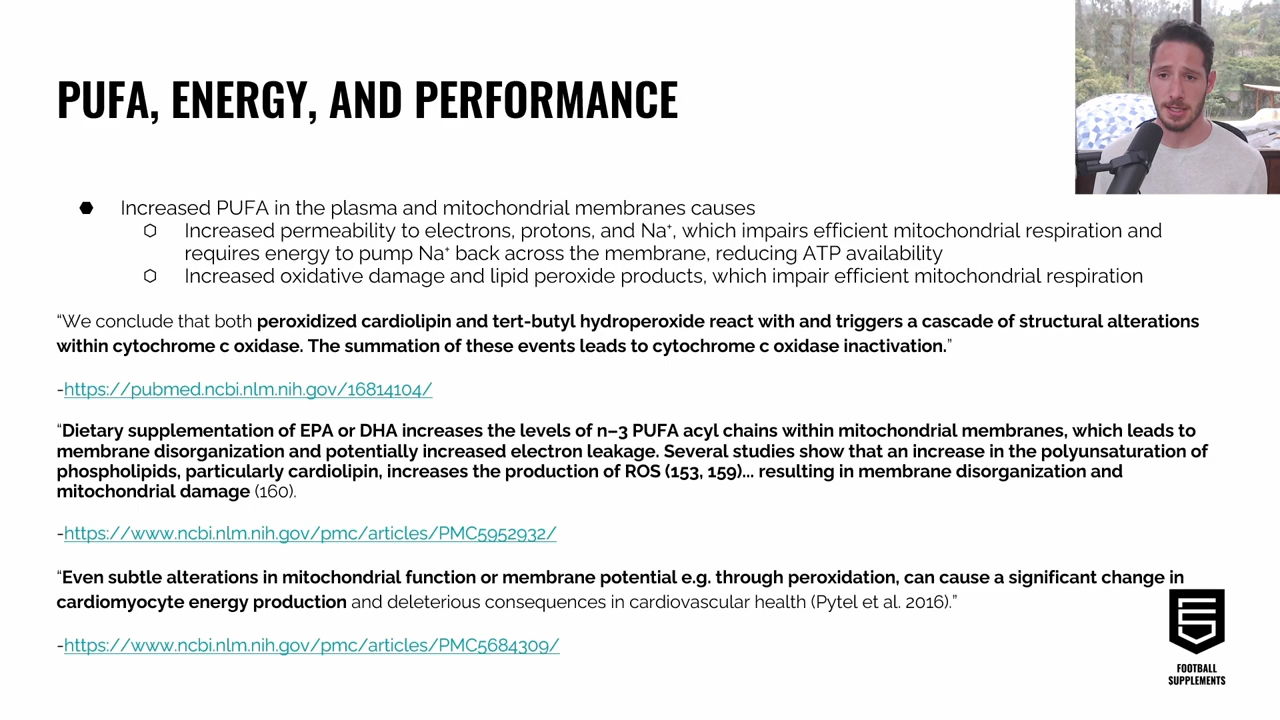 PUFA, ENERGY, AND PERFORMANCE
Increased PUFA in the plasma and mitochondrial membranes causes
Increased permeability to electrons, protons, and Na⁺, which impairs efficient mitochondrial respiration and
requires energy to pump Na⁺ back across the membrane, reducing ATP availability
Increased oxidative damage and lipid peroxide products, which impair efficient mitochondrial respiration
“We conclude that both peroxidized cardiolipin and tert-butyl hydroperoxide react with and triggers a cascade of structural alterations
within cytochrome c oxidase. The summation of these events leads to cytochrome c oxidase inactivation.”
-https://pubmed.ncbi.nlm.nih.gov/16814104/
“Dietary supplementation of EPA or DHA increases the levels of n–3 PUFA acyl chains within mitochondrial membranes, which leads to
membrane disorganization and potentially increased electron leakage. Several studies show that an increase in the polyunsaturation of
phospholipids, particularly cardiolipin, increases the production of ROS (153, 159)... resulting in membrane disorganization and
mitochondrial damage (160).
-https://www.ncbi.nlm.nih.gov/pmc/articles/PMC5952932/
“Even subtle alterations in mitochondrial function or membrane potential e.g. through peroxidation, can cause a significant change in
cardiomyocyte energy production and deleterious consequences in cardiovascular health (Pytel et al. 2016).”
-https://www.ncbi.nlm.nih.gov/pmc/articles/PMC5684309/
FOOTBALL
SUPPLEMENTS